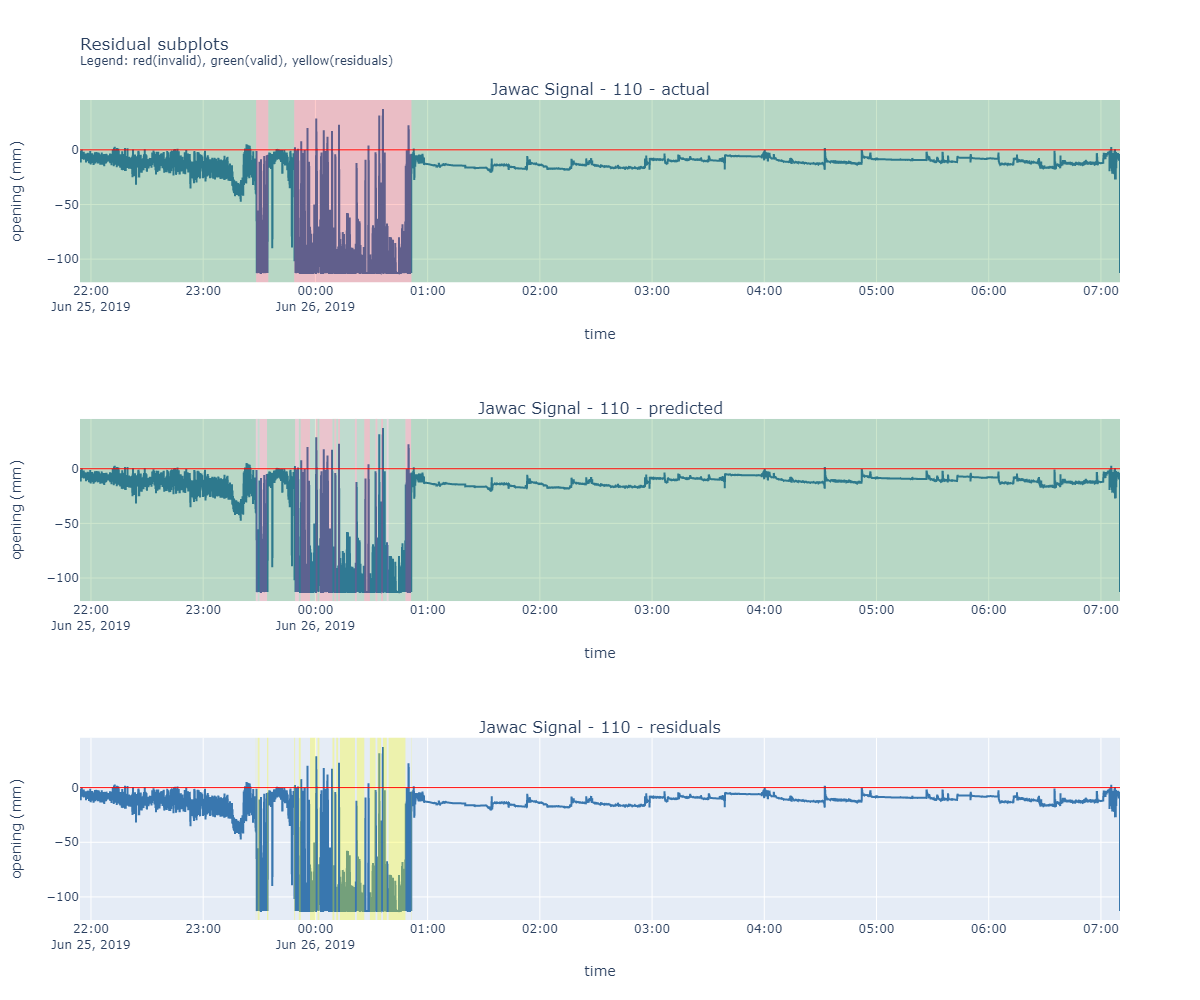 Residual subplots
Legend: red(invalid), green(valid), yellow(residuals)
Jawac Signal - 110 - actual
opening (mm)
0
−50
−100
22:00 23:00 00:00 01:00 02:00 03:00 04:00 05:00 06:00 07:00
Jun 25, 2019 Jun 26, 2019
time
Jawac Signal - 110 - predicted
opening (mm)
0
−50
−100
22:00 23:00 00:00 01:00 02:00 03:00 04:00 05:00 06:00 07:00
Jun 25, 2019 Jun 26, 2019
time
Jawac Signal - 110 - residuals
opening (mm)
0
−50
−100
22:00 23:00 00:00 01:00 02:00 03:00 04:00 05:00 06:00 07:00
Jun 25, 2019 Jun 26, 2019
time